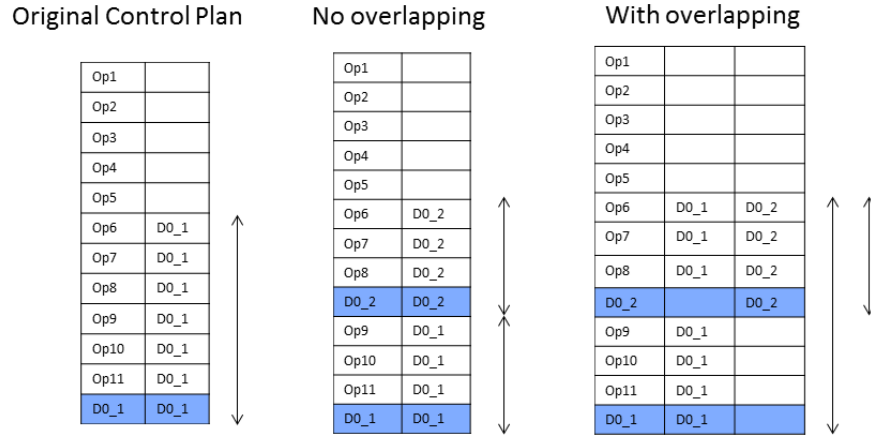 Original Control Plan
Op1
Op2
Op3
Op4
Op5
Op6 D0_1
Op7 D0_1
Op8 D0_1
Op9 D0_1
Op10 D0_1
Op11 D0_1
D0_1 D0_1
No overlapping
Op1
Op2
Op3
Op4
Op5
Op6 D0_2
Op7 D0_2
Op8 D0_2
D0_2 D0_2
Op9 D0_1
Op10 D0_1
Op11 D0_1
D0_1 D0_1
With overlapping
Op1
Op2
Op3
Op4
Op5
Op6 D0_1 D0_2
Op7 D0_1 D0_2
Op8 D0_1 D0_2
D0_2 D0_2
Op9 D0_1
Op10 D0_1
Op11 D0_1
D0_1 D0_1